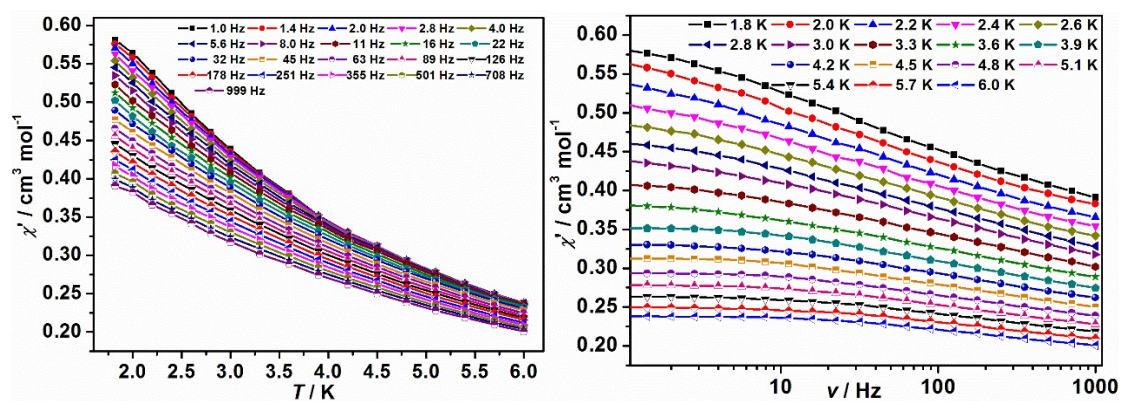 1.0 Hz 1.4 Hz 2.0 Hz 2.8 Hz 4.0 Hz
5.6 Hz 8.0 Hz 11 Hz 16 Hz 22 Hz
32 Hz 45 Hz 63 Hz 89 Hz 126 Hz
178 Hz 251 Hz 355 Hz 501 Hz 708 Hz
999 Hz
0.60
0.55
0.50
0.45
0.40
0.35
0.30
0.25
0.20
χ' / cm³ mol⁻¹
2.0 2.5 3.0 3.5 4.0 4.5 5.0 5.5 6.0
T / K
1.8 K 2.0 K 2.2 K 2.4 K 2.6 K
2.8 K 3.0 K 3.3 K 3.6 K 3.9 K
4.2 K 4.5 K 4.8 K 5.1 K
5.4 K 5.7 K 6.0 K
0.60
0.55
0.50
0.45
0.40
0.35
0.30
0.25
0.20
χ' / cm³ mol⁻¹
10 100 1000
ν / Hz